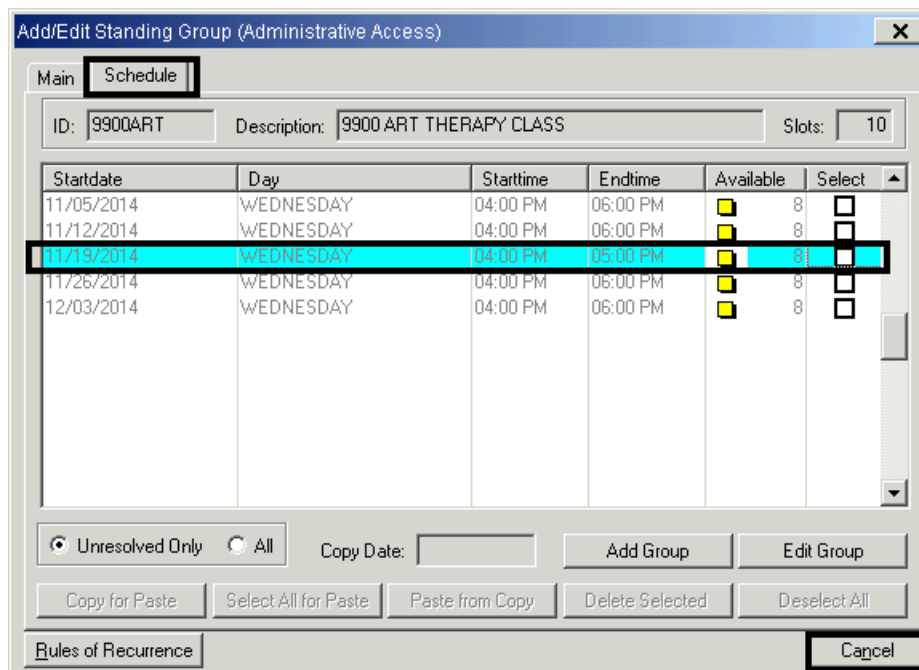 Add/Edit Standing Group (Administrative Access)
Main Schedule
ID: 9900ART Description: 9900 ART THERAPY CLASS Slots: 10
Startdate Day Starttime Endtime Available Select
11/05/2014 WEDNESDAY 04:00 PM 06:00 PM 8
11/12/2014 WEDNESDAY 04:00 PM 06:00 PM 8
11/19/2014 WEDNESDAY 04:00 PM 05:00 PM 8
11/26/2014 WEDNESDAY 04:00 PM 06:00 PM 8
12/03/2014 WEDNESDAY 04:00 PM 06:00 PM 8
Unresolved Only All Copy Date: Add Group Edit Group
Copy for Paste Select All for Paste Paste from Copy Delete Selected Deselect All
Rules of Recurrence Cancel